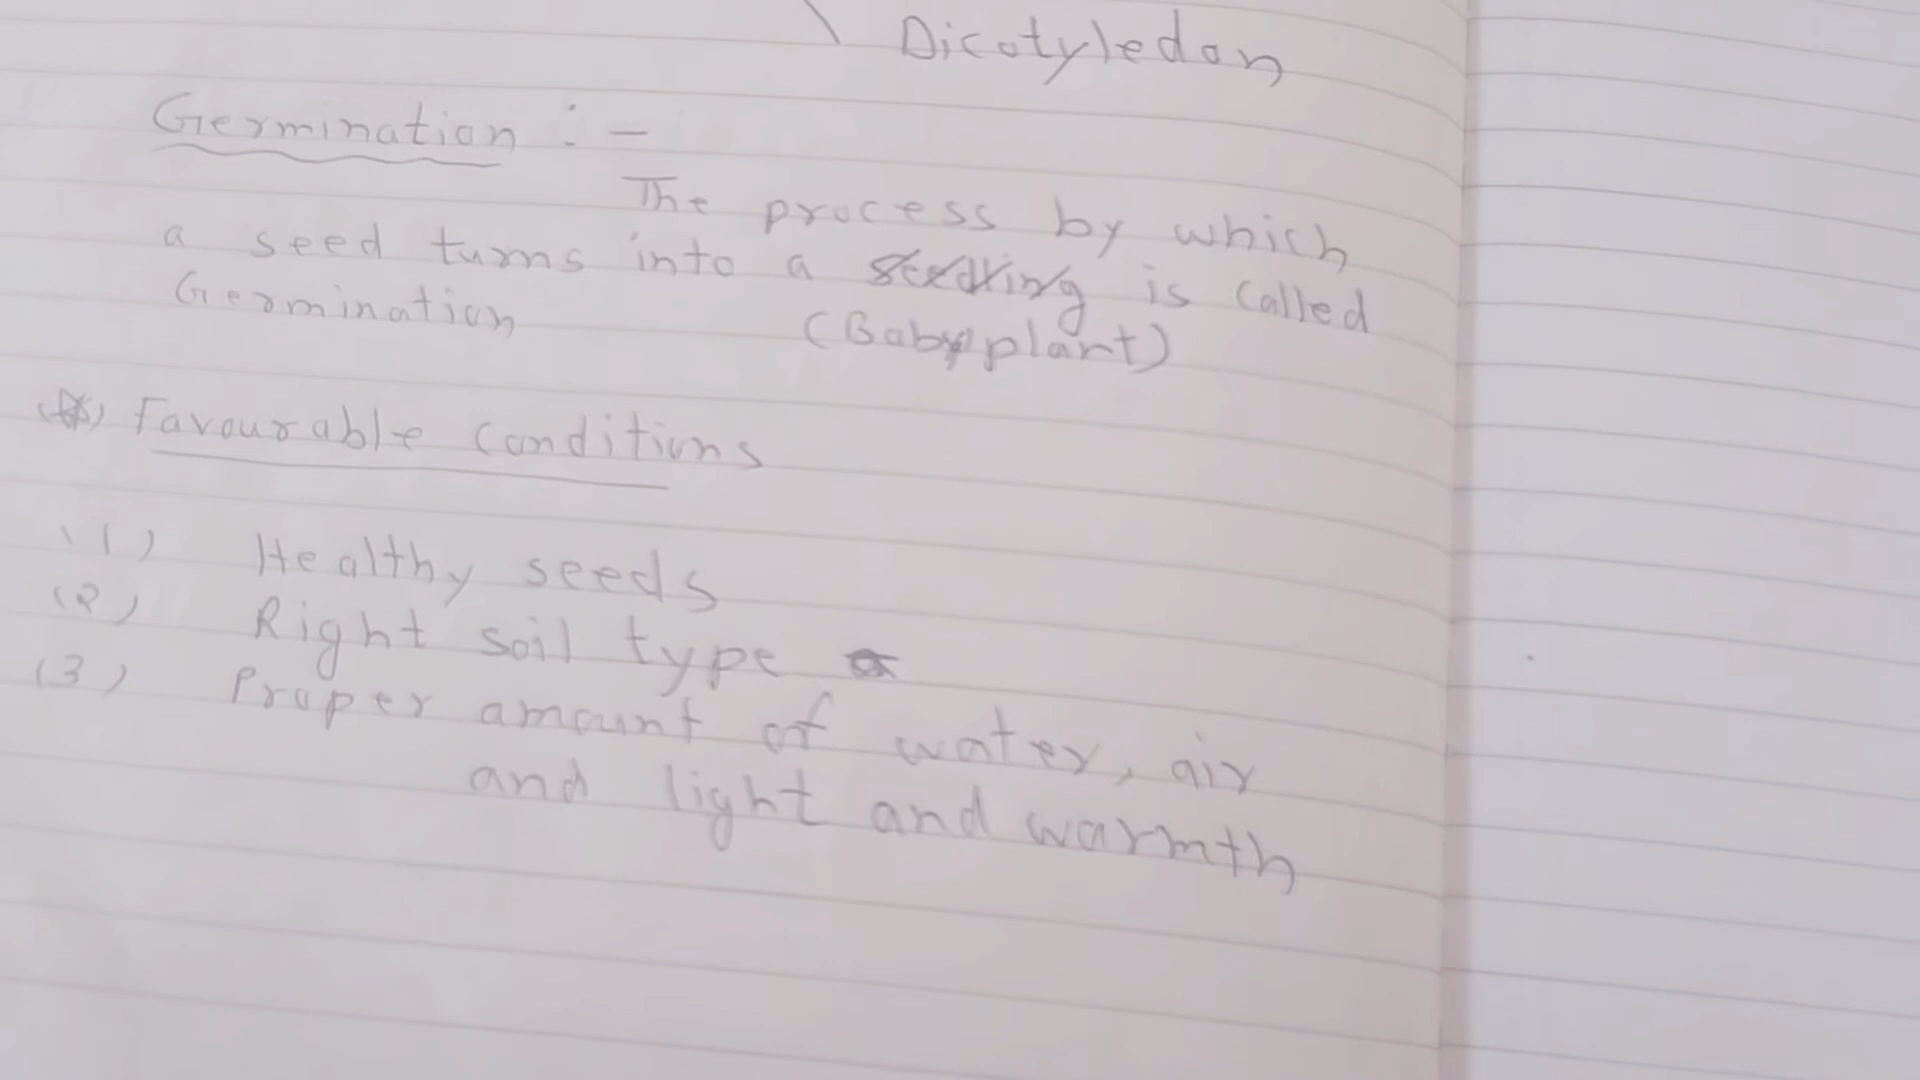 \ Dicotyledon
Germination :-
The process by which
a seed turns into a seedling is called
Germination (Baby plant)
(*) Favourable conditions
(1) Healthy seeds
(2) Right soil type
(3) Proper amount of water, air
and light and warmth